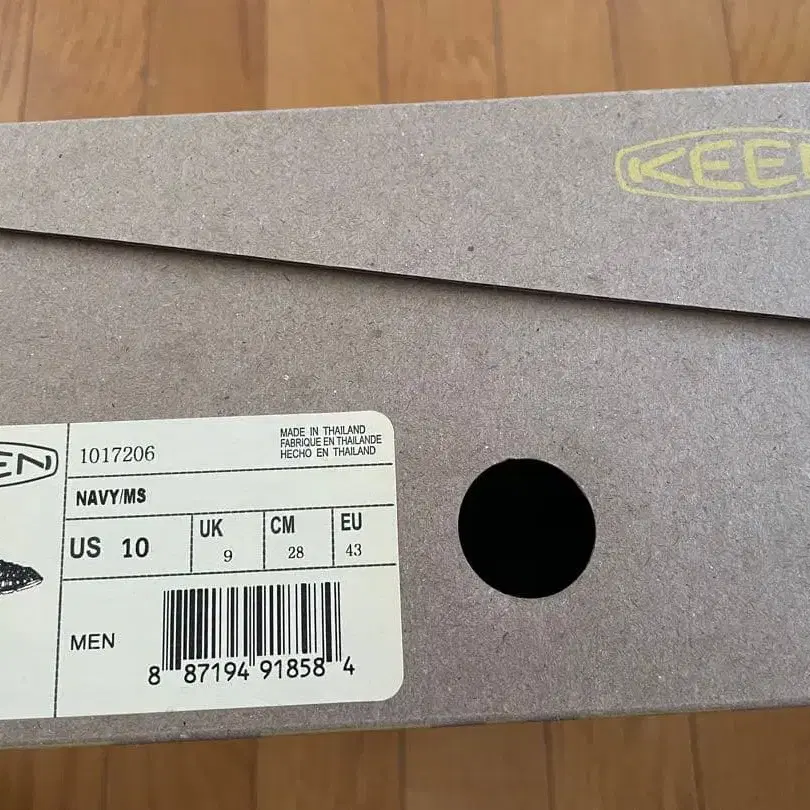 KEEN
EEN
1017206
MADE IN THAILAND
FABRIQUE EN THAILANDE
HECHO EN THAILAND
NAVY/MS
US 10
UK 9
CM 28
EU 43
MEN
8 87194 91858 4